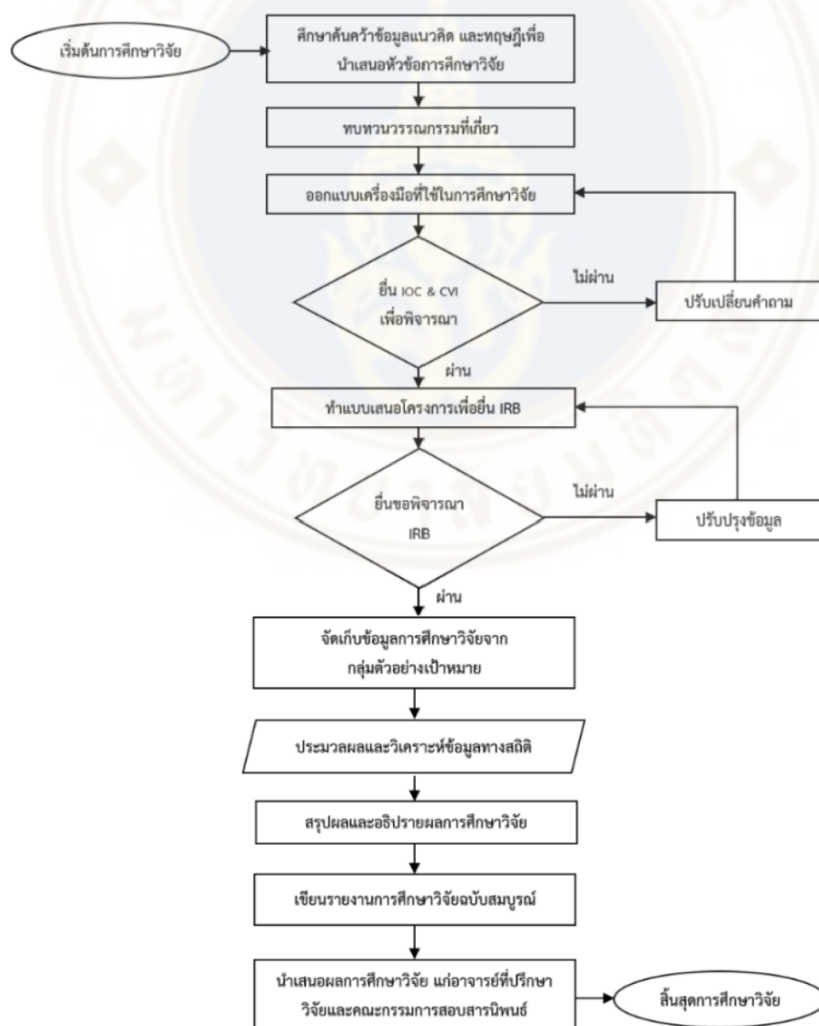 เริ่มต้นการศึกษาวิจัย
ศึกษาค้นคว้าข้อมูลแนวคิด และทฤษฎีเพื่อ
นำเสนอหัวข้อการศึกษาวิจัย
ทบทวนวรรณกรรมที่เกี่ยว
ออกแบบเครื่องมือที่ใช้ในการศึกษาวิจัย
ยื่น IOC & CVI
เพื่อพิจารณา
ไม่ผ่าน
ปรับเปลี่ยนคำถาม
ผ่าน
ทำแบบเสนอโครงการเพื่อยื่น IRB
ยื่นขอพิจารณา
IRB
ไม่ผ่าน
ปรับปรุงข้อมูล
ผ่าน
จัดเก็บข้อมูลการศึกษาวิจัยจาก
กลุ่มตัวอย่างเป้าหมาย
ประมวลผลและวิเคราะห์ข้อมูลทางสถิติ
สรุปผลและอธิปรายผลการศึกษาวิจัย
เขียนรายงานการศึกษาวิจัยฉบับสมบูรณ์
นำเสนอผลการศึกษาวิจัย แก่อาจารย์ที่ปรึกษา
วิจัยและคณะกรรมการสอบสารนิพนธ์
สิ้นสุดการศึกษาวิจัย